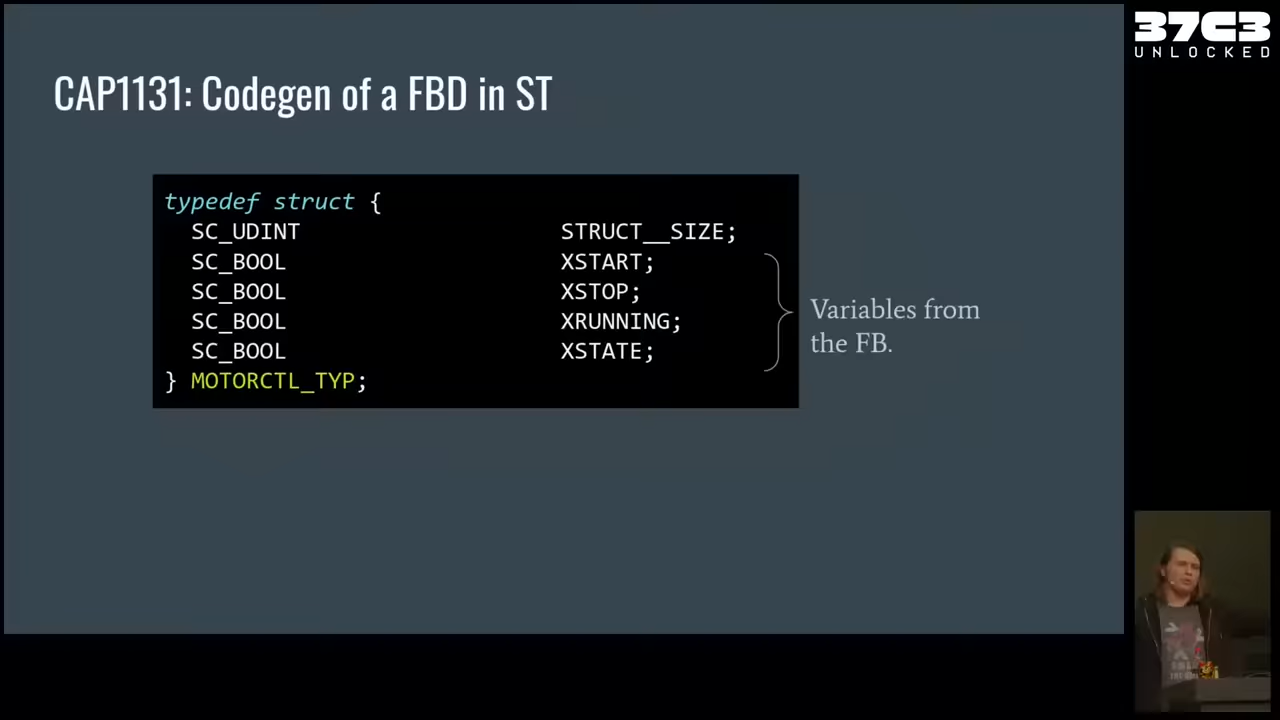 37C3
UNLOCKED
CAP1131: Codegen of a FBD in ST
typedef struct {
SC_UDINT STRUCT__SIZE;
SC_BOOL XSTART;
SC_BOOL XSTOP;
SC_BOOL XRUNNING;
SC_BOOL XSTATE;
} MOTORCTL_TYP;
Variables from
the FB.